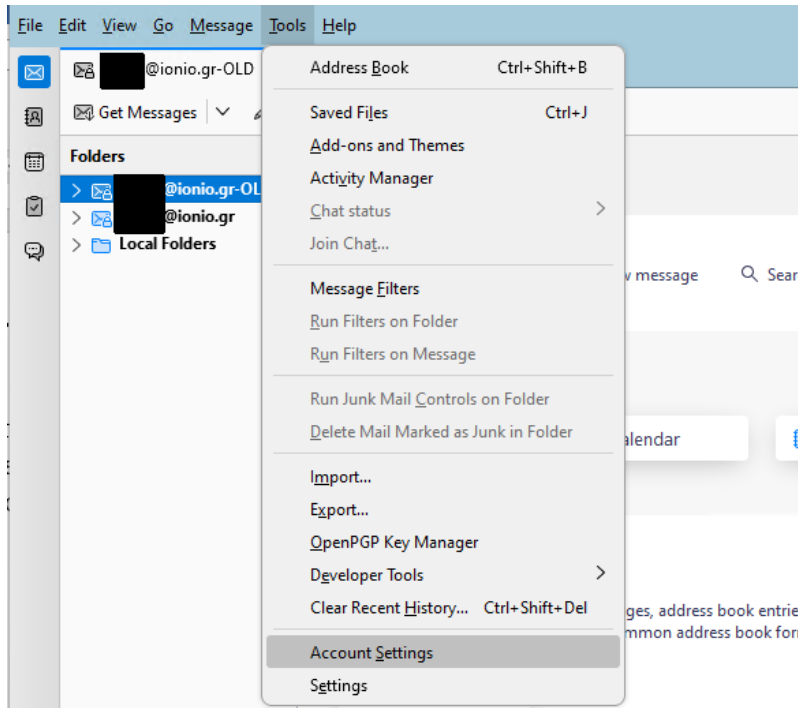 File Edit View Go Message Tools Help
@ionio.gr-OLD
Get Messages
Folders
@ionio.gr-OL
@ionio.gr
Local Folders
Address Book Ctrl+Shift+B
Saved Files Ctrl+J
Add-ons and Themes
Activity Manager
Chat status
Join Chat...
Message Filters
Run Filters on Folder
Run Filters on Message
Run Junk Mail Controls on Folder
Delete Mail Marked as Junk in Folder
Import...
Export...
OpenPGP Key Manager
Developer Tools
Clear Recent History... Ctrl+Shift+Del
Account Settings
Settings
message Sear
alendar
ges, address book entrie
mmon address book for